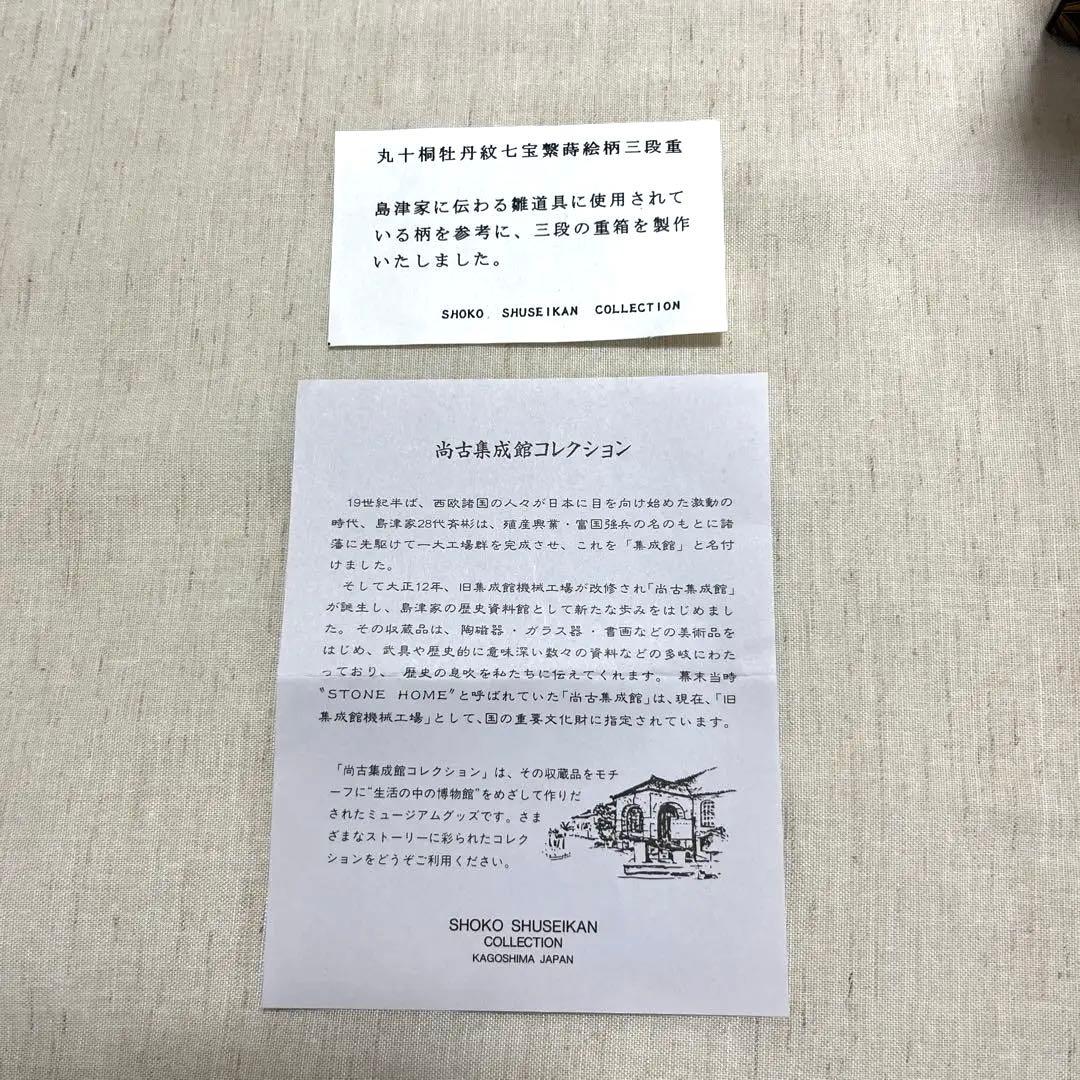 丸十桐牡丹紋七宝繋蒔絵柄三段重
島津家に伝わる雛道具に使用されて
いる柄を参考に、三段の重箱を製作
いたしました。
SHOKO SHUSEIKAN COLLECTION
尚古集成館コレクション
19世紀半ば、西欧諸国の人々が日本に目を向け始めた激動の
時代、島津家28代斉彬は、殖産興業・富国強兵の名のもとに諸
藩に先駆けて一大工場群を完成させ、これを「集成館」と名付
けました。
そして大正12年、旧集成館機械工場が改修され「尚古集成館」
が誕生し、島津家の歴史資料館として新たな歩みをはじめまし
た。その収蔵品は、陶磁器・ガラス器・書画などの美術品を
はじめ、武具や歴史的に意味深い数々の資料などの多岐にわた
っており、歴史の息吹を私たちに伝えてくれます。幕末当時
"STONE HOME"と呼ばれていた「尚古集成館」は、現在、「旧
集成館機械工場」として、国の重要文化財に指定されています。
「尚古集成館コレクション」は、その収蔵品をモチ
ーフに"生活の中の博物館"をめざして作りだ
されたミュージアムグッズです。さま
ざまなストーリーに彩られたコレク
ションをどうぞご利用ください。
SHOKO SHUSEIKAN
COLLECTION
KAGOSHIMA JAPAN